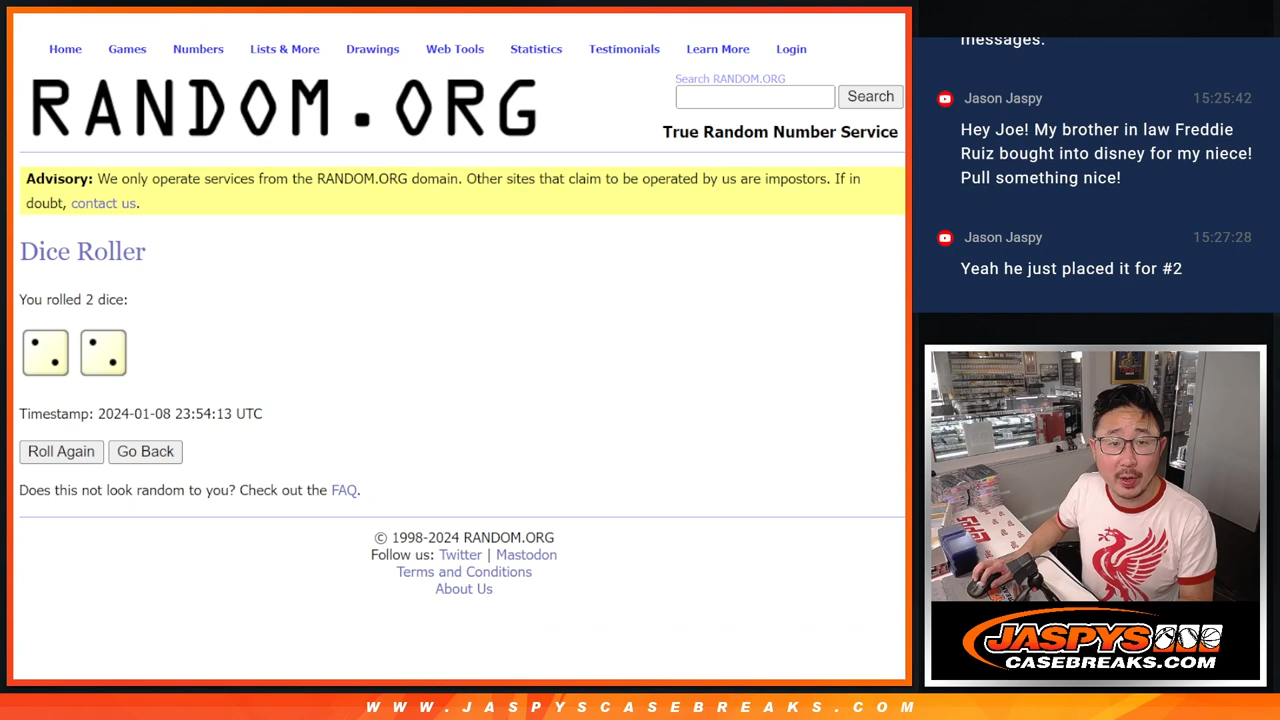 Home Games Numbers Lists & More Drawings Web Tools Statistics Testimonials Learn More Login
RANDOM.ORG
Search RANDOM.ORG
Search
True Random Number Service
Advisory: We only operate services from the RANDOM.ORG domain. Other sites that claim to be operated by us are impostors. If in
doubt, contact us.
Dice Roller
You rolled 2 dice:
Timestamp: 2024-01-08 23:54:13 UTC
Roll Again Go Back
Does this not look random to you? Check out the FAQ.
© 1998-2024 RANDOM.ORG
Follow us: Twitter | Mastodon
Terms and Conditions
About Us
messages.
Jason Jaspy 15:25:42
Hey Joe! My brother in law Freddie
Ruiz bought into disney for my niece!
Pull something nice!
Jason Jaspy 15:27:28
Yeah he just placed it for #2
JASPYS
CASEBREAKS.COM
WWW.JASPYSCASEBREAKS.COM